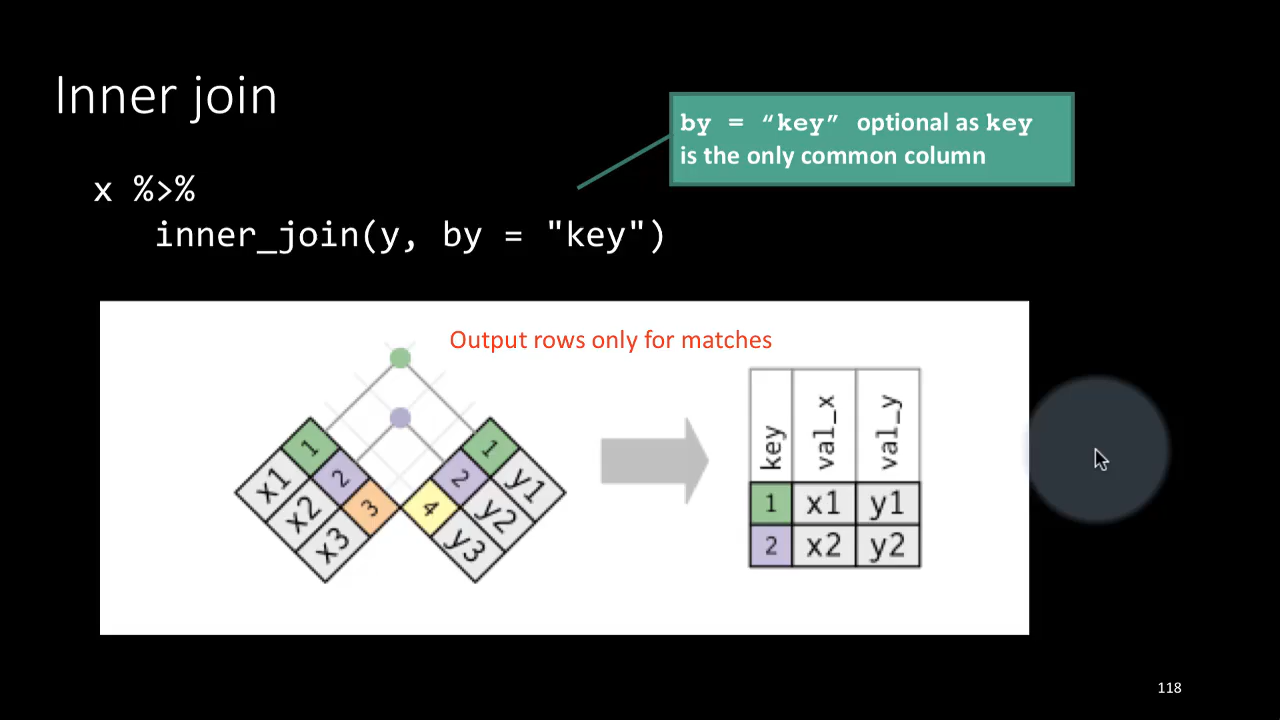 Inner join
by = “key” optional as key
is the only common column
x %>%
inner_join(y, by = "key")
Output rows only for matches
1
2
3
x1
x2
x3
1
2
4
y1
y2
y3
key val_x val_y
1 x1 y1
2 x2 y2
118